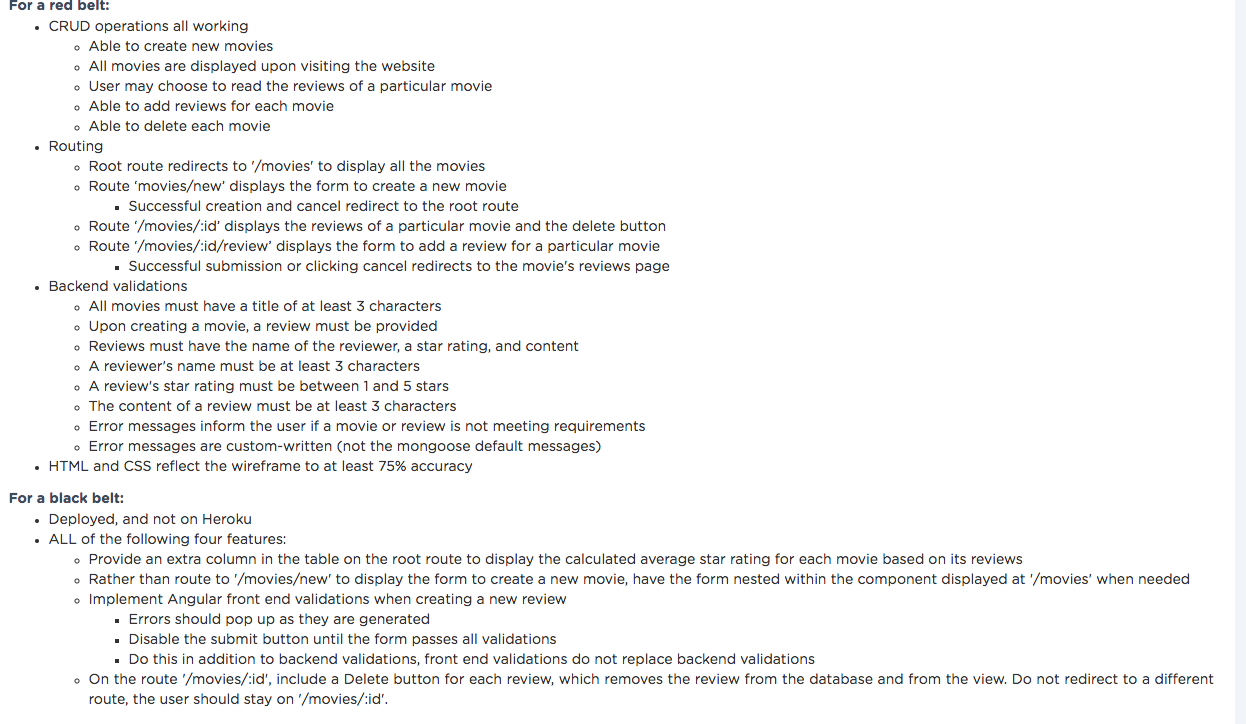 For a red belt:
CRUD operations all working
Able to create new movies
All movies are displayed upon visiting the website
User may choose to read the reviews of a particular movie
Able to add reviews for each movie
Able to delete each movie
Routing
Root route redirects to '/movies' to display all the movies
Route ‘movies/new’ displays the form to create a new movie
Successful creation and cancel redirect to the root route
Route ‘/movies/:id’ displays the reviews of a particular movie and the delete button
Route ‘/movies/:id/review’ displays the form to add a review for a particular movie
Successful submission or clicking cancel redirects to the movie's reviews page
Backend validations
All movies must have a title of at least 3 characters
Upon creating a movie, a review must be provided
Reviews must have the name of the reviewer, a star rating, and content
A reviewer's name must be at least 3 characters
A review's star rating must be between 1 and 5 stars
The content of a review must be at least 3 characters
Error messages inform the user if a movie or review is not meeting requirements
Error messages are custom-written (not the mongoose default messages)
HTML and CSS reflect the wireframe to at least 75% accuracy
For a black belt:
Deployed, and not on Heroku
ALL of the following four features:
Provide an extra column in the table on the root route to display the calculated average star rating for each movie based on its reviews
Rather than route to '/movies/new' to display the form to create a new movie, have the form nested within the component displayed at '/movies' when needed
Implement Angular front end validations when creating a new review
Errors should pop up as they are generated
Disable the submit button until the form passes all validations
Do this in addition to backend validations, front end validations do not replace backend validations
On the route '/movies/:id', include a Delete button for each review, which removes the review from the database and from the view. Do not redirect to a different
route, the user should stay on '/movies/:id'.